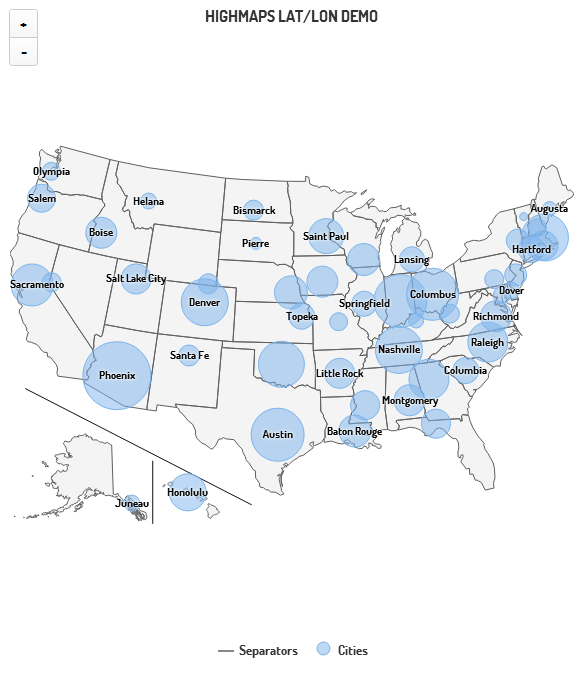 HIGHMAPS LAT/LON DEMO
+
-
Olympia
Salem
Helana
Boise
Bismarck
Pierre
Saint Paul
Augusta
Hartford
Lansing
Sacramento
Salt Lake City
Denver
Topeka
Springfield
Columbus
Dover
Richmond
Raleigh
Nashville
Santa Fe
Phoenix
Little Rock
Columbia
Montgomery
Austin
Baton Rouge
Juneau
Honolulu
Separators
Cities